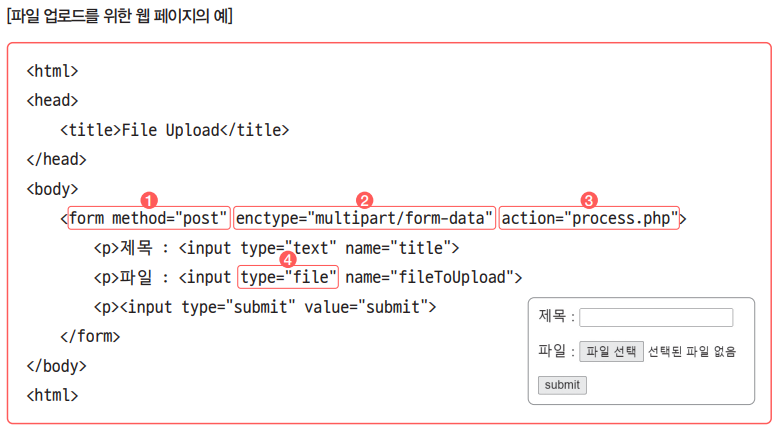 [파일 업로드를 위한 웹 페이지의 예]
<html>
<head>
<title>File Upload</title>
</head>
<body>
1 2 3
<form method="post" enctype="multipart/form-data" action="process.php">
<p>제목 : <input type="text" name="title">
4
<p>파일 : <input type="file" name="fileToUpload">
<p><input type="submit" value="submit">
</form>
</body>
<html>
제목 :
파일 : 파일 선택 선택된 파일 없음
submit